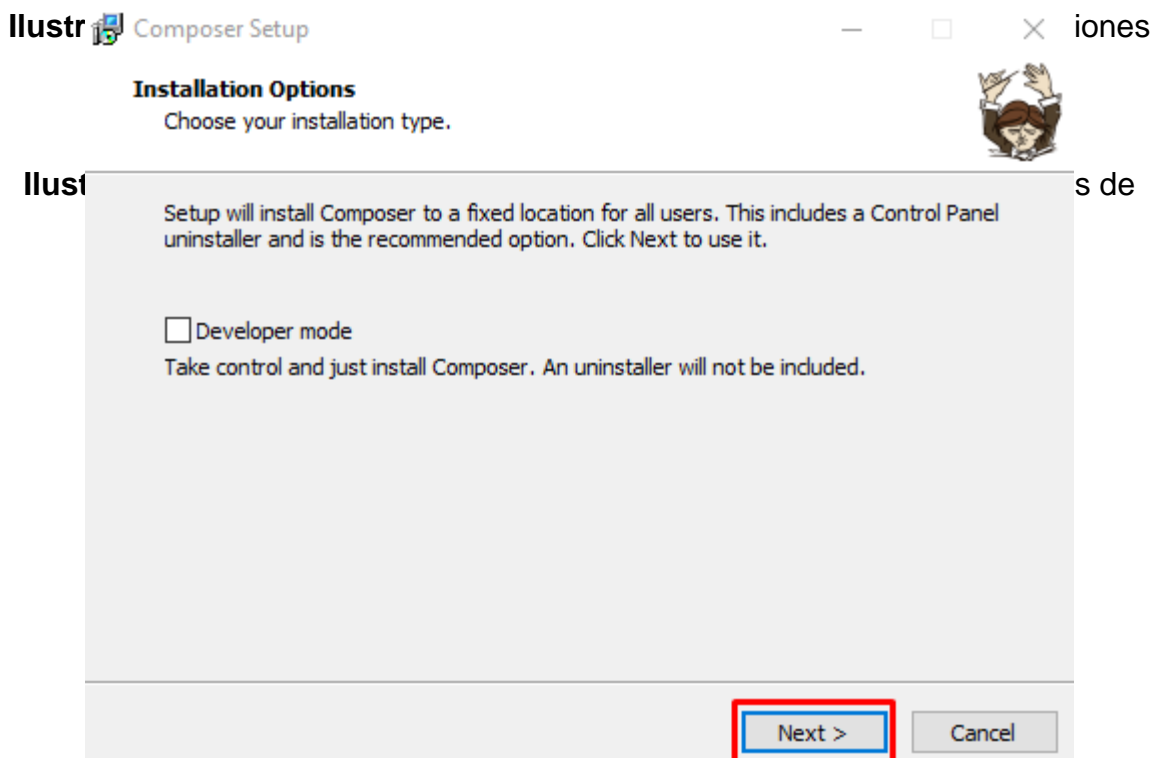 Ilustr Composer Setup iones
Installation Options
Choose your installation type.
Ilust s de
Setup will install Composer to a fixed location for all users. This includes a Control Panel
uninstaller and is the recommended option. Click Next to use it.
Developer mode
Take control and just install Composer. An uninstaller will not be included.
Next > Cancel